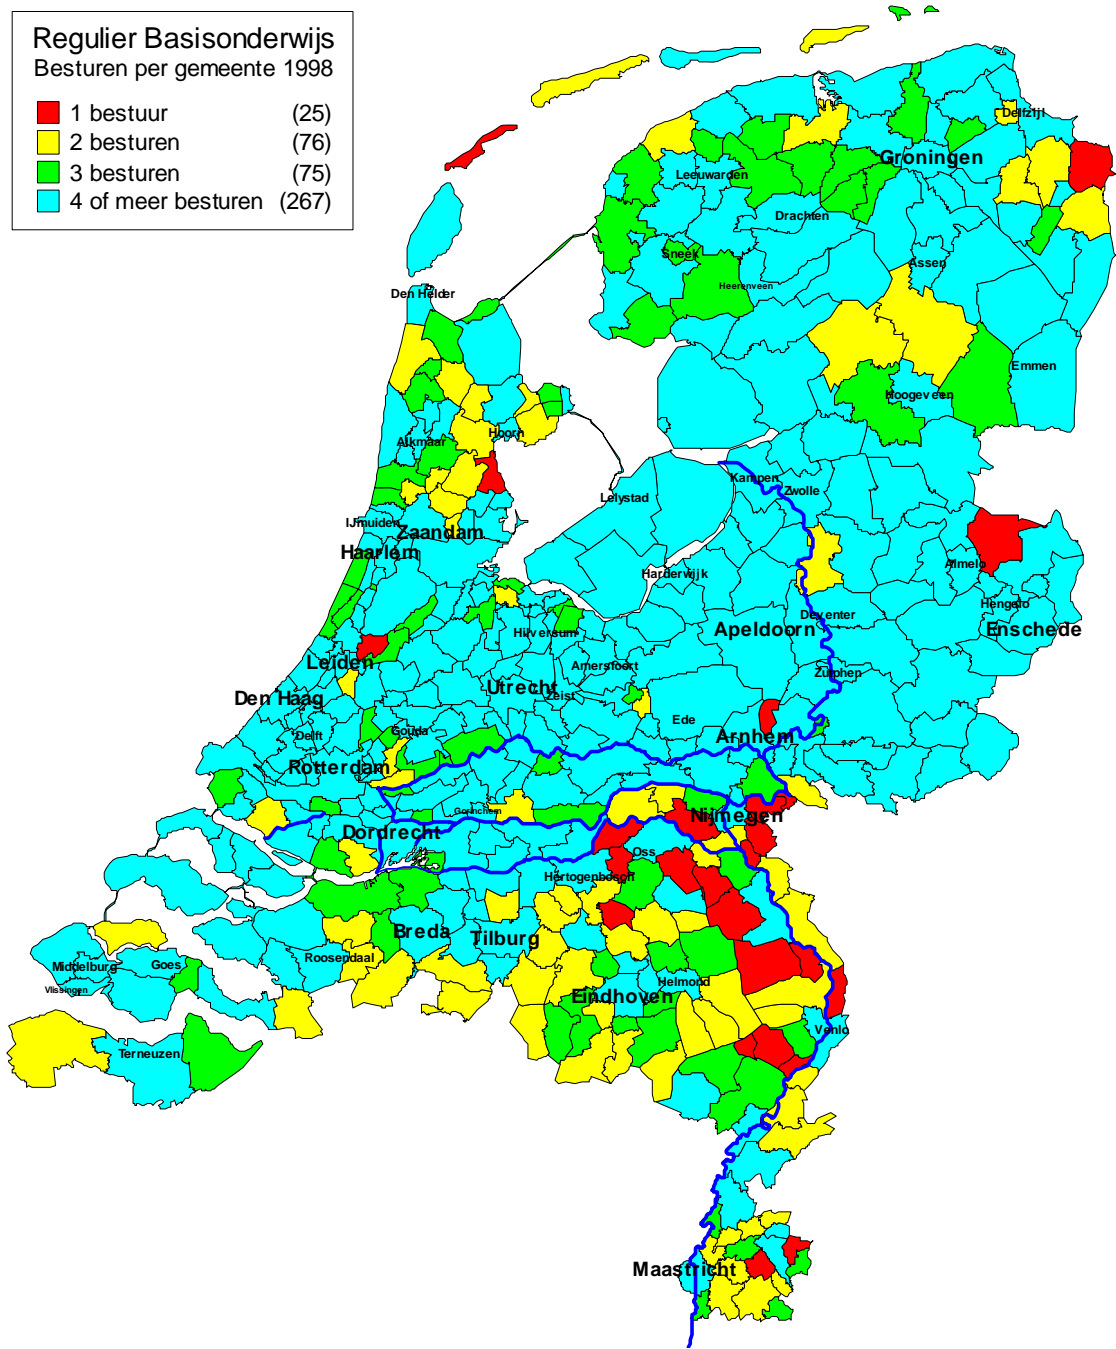 Regulier Basisonderwijs
Besturen per gemeente 1998
1 bestuur (25)
2 besturen (76)
3 besturen (75)
4 of meer besturen (267)
Delfzijl
Groningen
Leeuwarden
Drachten
Sneek
Assen
Heerenveen
Den Helder
Emmen
Hoogeveen
Hoorn
Alkmaar
Kampen
Zwolle
Lelystad
IJmuiden
Zaandam
Haarlem
Almelo
Harderwijk
Hengelo
Deventer
Apeldoorn
Enschede
Hilversum
Leiden
Amersfoort
Zutphen
Utrecht
Zeist
Den Haag
Ede
Gouda
Delft
Arnhem
Rotterdam
Gorinchem
Nijmegen
Dordrecht
Oss
Hertogenbosch
Breda
Tilburg
Roosendaal
Middelburg
Goes
Vlissingen
Helmond
Eindhoven
Venlo
Terneuzen
Maastricht